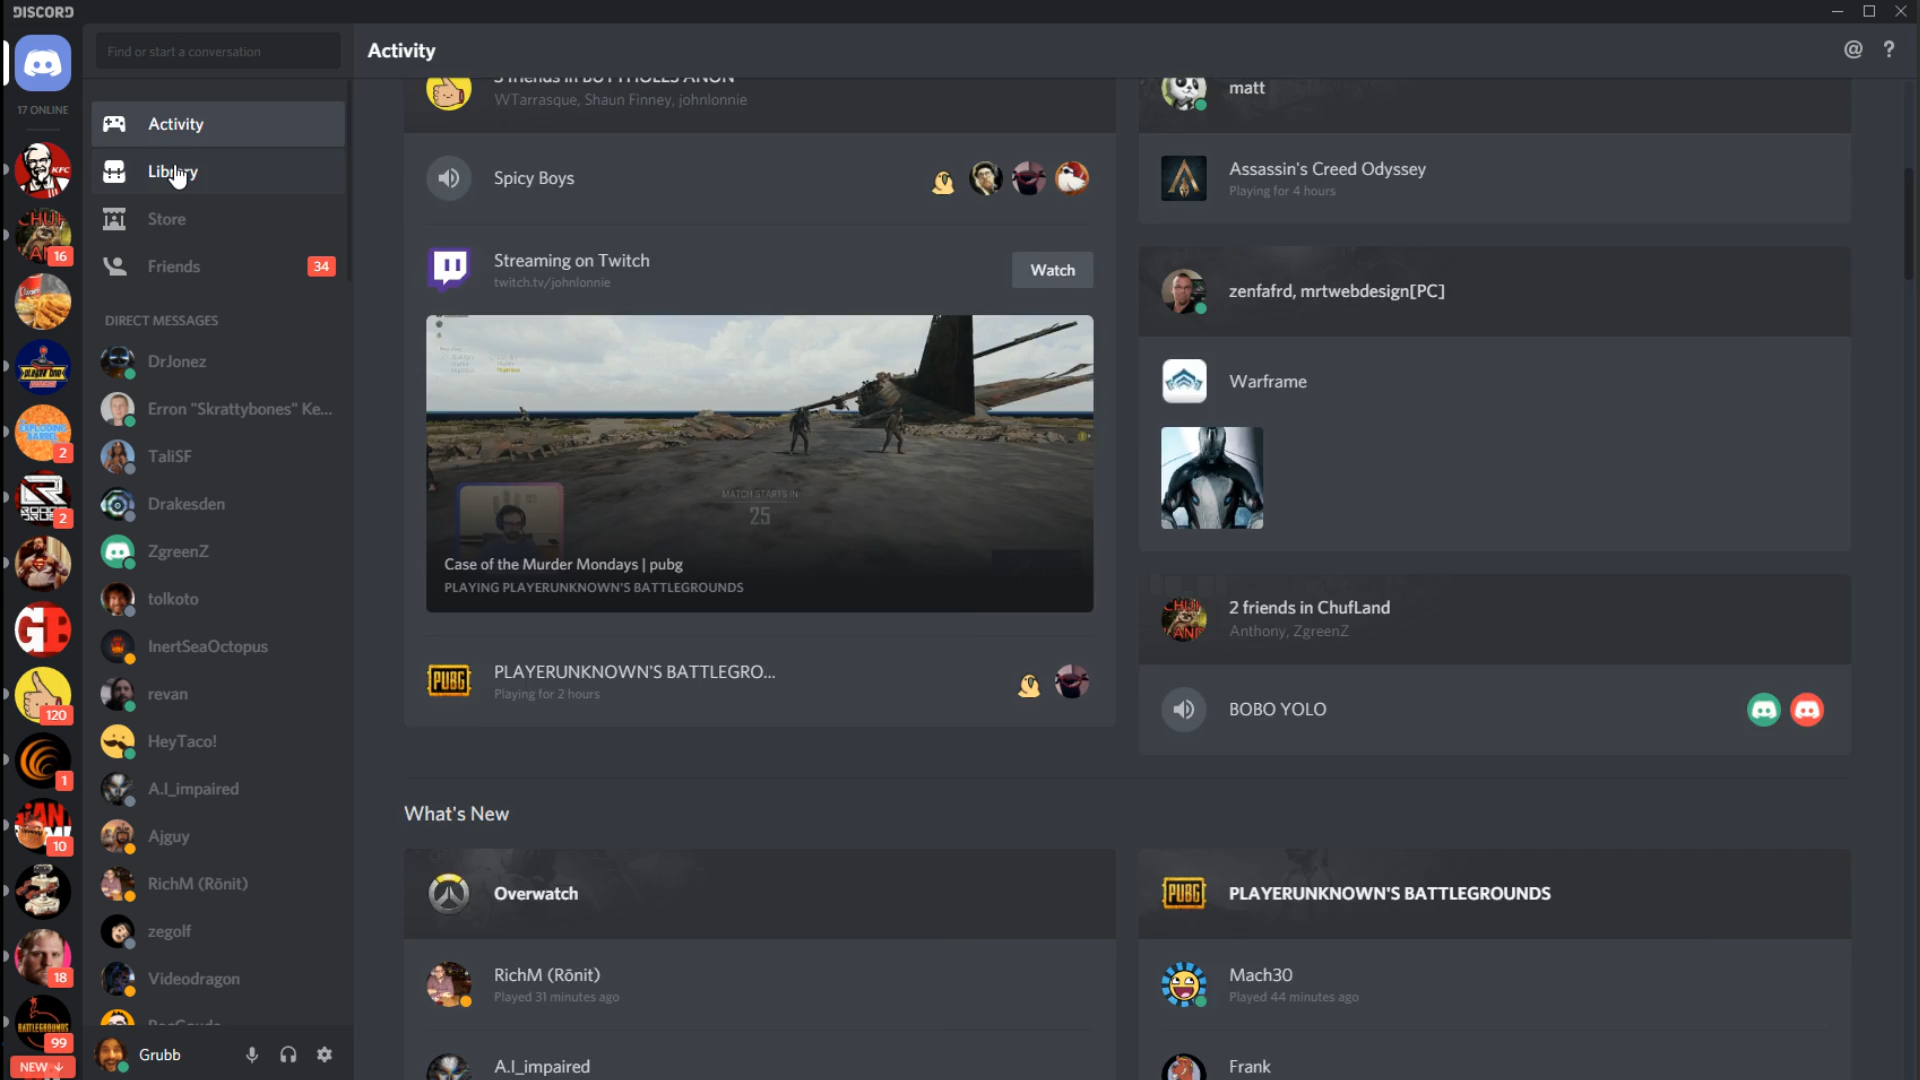 DISCORD
Find or start a conversation
Activity
17 ONLINE
Activity
Library
Store
Friends
34
DIRECT MESSAGES
DrJonez
Erron "Skrattybones" Ke...
TaliSF
Drakesden
ZgreenZ
tolkoto
InertSeaOctopus
revan
HeyTaco!
A.I_impaired
Ajguy
RichM (Rōnit)
zegolf
Videodragon
Grubb
KFC
16
2
2
GB
120
1
10
18
BATTLEGROUNDS
99
NEW ↓
WTarrasque, Shaun Finney, johnlonnie
Spicy Boys
Streaming on Twitch
twitch.tv/johnlonnie
Watch
MATCH STARTS IN
25
Case of the Murder Mondays | pubg
PLAYING PLAYERUNKNOWN'S BATTLEGROUNDS
PUBG
PLAYERUNKNOWN'S BATTLEGRO...
Playing for 2 hours
matt
Assassin's Creed Odyssey
Playing for 4 hours
zenfafrd, mrtwebdesign[PC]
Warframe
2 friends in ChufLand
Anthony, ZgreenZ
BOBO YOLO
What's New
Overwatch
RichM (Rōnit)
Played 31 minutes ago
A.I_impaired
PUBG
PLAYERUNKNOWN'S BATTLEGROUNDS
Mach30
Played 44 minutes ago
Frank